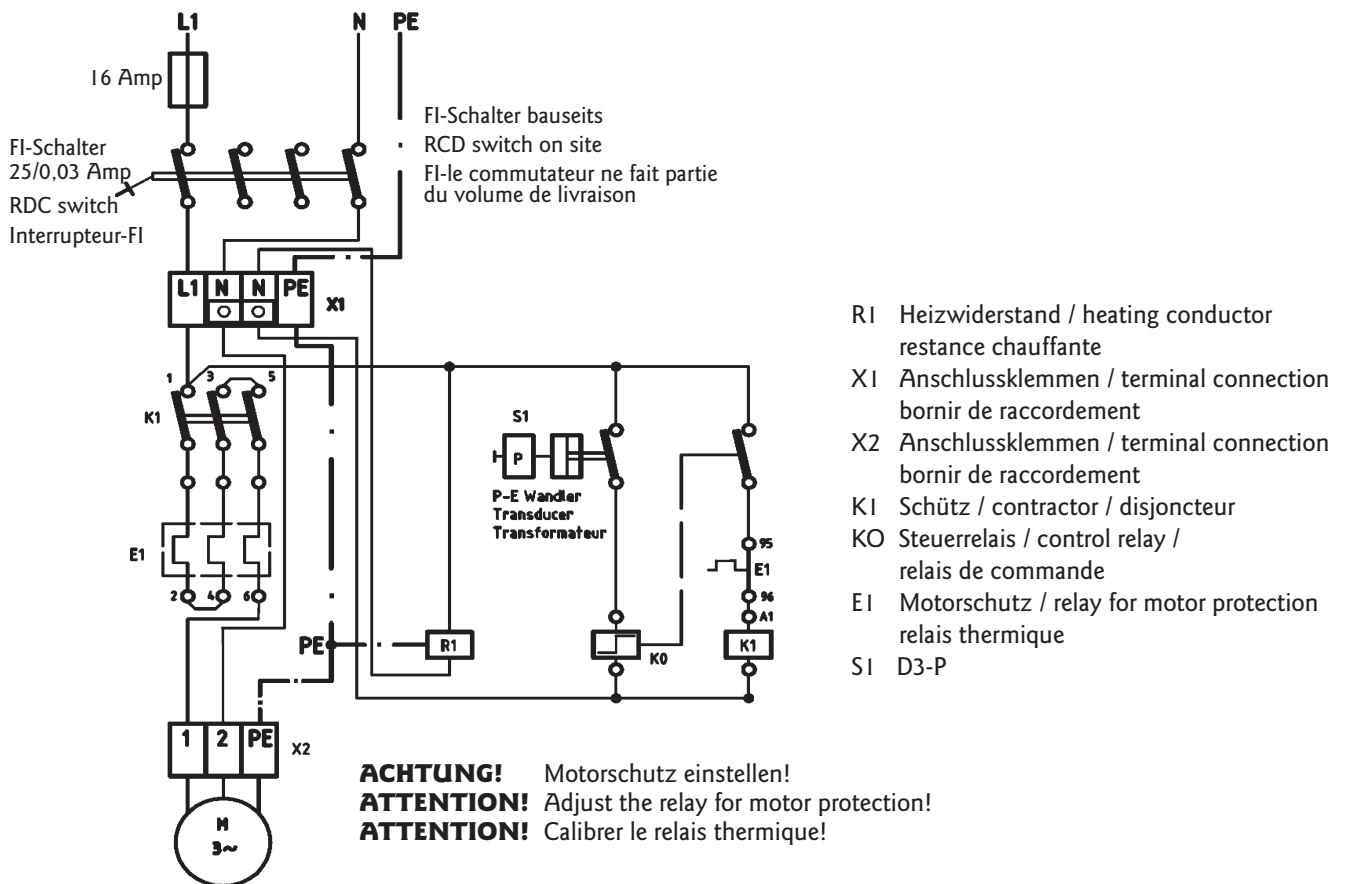 L1 N PE
16 Amp
FI-Schalter
25/0,03 Amp
RDC switch
Interrupteur-FI
FI-Schalter bauseits
RCD switch on site
FI-le commutateur ne fait partie
du volume de livraison
L1 N N PE
X1
1 3 5
K1
E1
2 4 6
S1
P
P-E Wandler
Transducer
Transformateur
95
E1
96
A1
PE
R1
K0
K1
1 2 PE
X2
M
3~
R1 Heizwiderstand / heating conductor
restance chauffante
X1 Anschlussklemmen / terminal connection
bornir de raccordement
X2 Anschlussklemmen / terminal connection
bornir de raccordement
K1 Schütz / contractor / disjoncteur
KO Steuerrelais / control relay /
relais de commande
E1 Motorschutz / relay for motor protection
relais thermique
S1 D3-P
ACHTUNG! Motorschutz einstellen!
ATTENTION! Adjust the relay for motor protection!
ATTENTION! Calibrer le relais thermique!